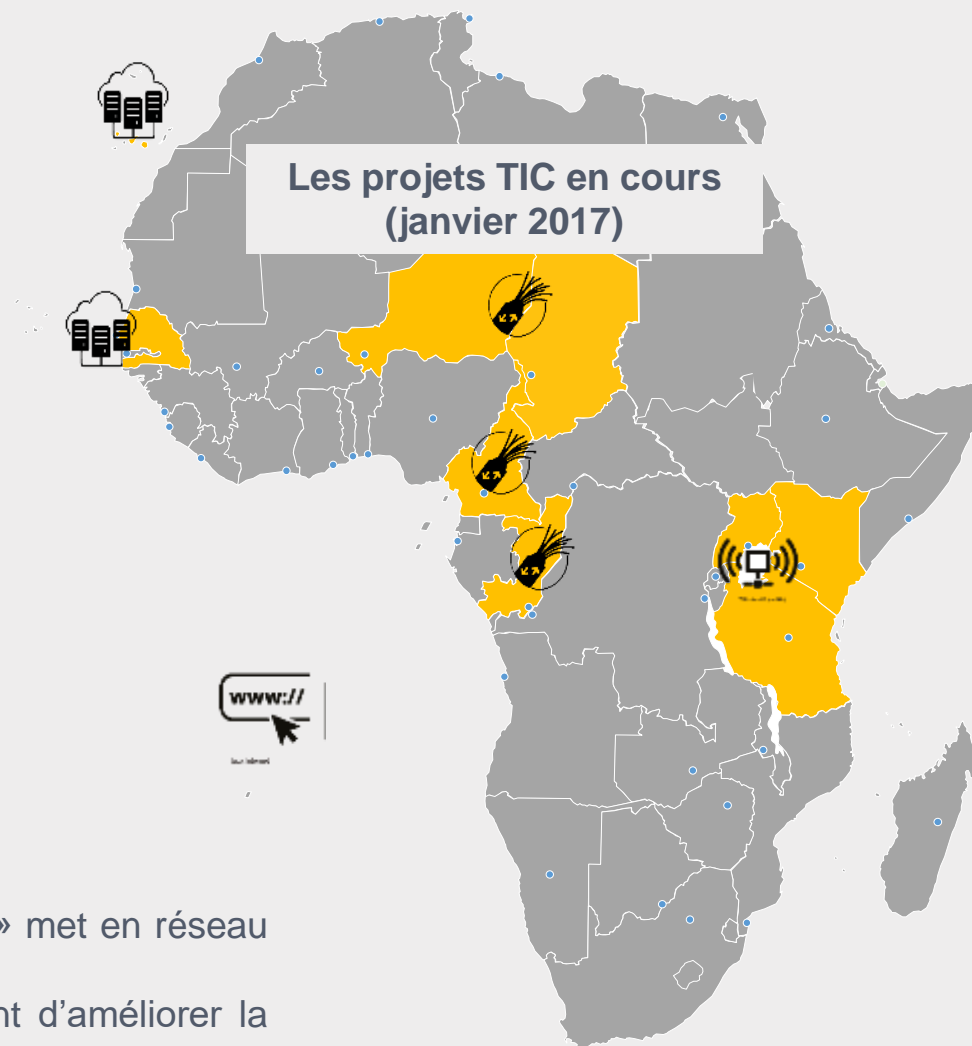 Les projets TIC en cours
(janvier 2017)
www://
» met en réseau
nt d'améliorer la